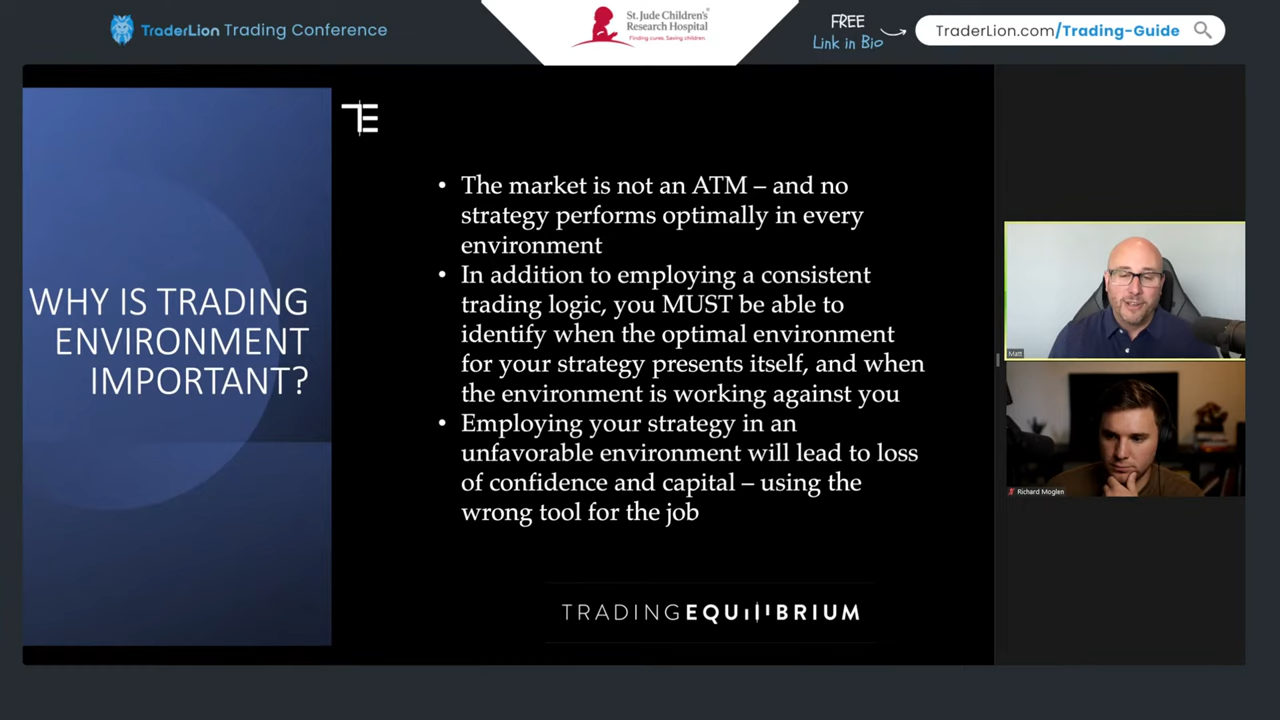 TraderLion Trading Conference
St. Jude Children's
Research Hospital
Finding cures. Saving children.
FREE
Link in Bio
TraderLion.com/Trading-Guide
TE
WHY IS TRADING
ENVIRONMENT
IMPORTANT?
• The market is not an ATM – and no
strategy performs optimally in every
environment
• In addition to employing a consistent
trading logic, you MUST be able to
identify when the optimal environment
for your strategy presents itself, and when
the environment is working against you
• Employing your strategy in an
unfavorable environment will lead to loss
of confidence and capital – using the
wrong tool for the job
TRADINGEQUILIBRIUM
Matt
Richard Moglen